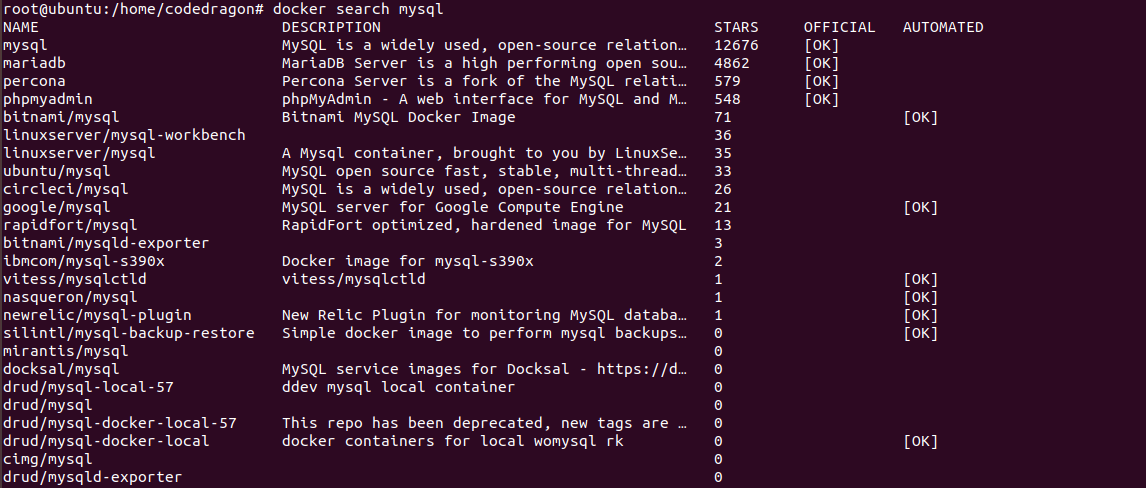 root@ubuntu:/home/codedragon# docker search mysql
NAME DESCRIPTION STARS OFFICIAL AUTOMATED
mysql MySQL is a widely used, open-source relation… 12676 [OK]
mariadb MariaDB Server is a high performing open sou… 4862 [OK]
percona Percona Server is a fork of the MySQL relati… 579 [OK]
phpmyadmin phpMyAdmin - A web interface for MySQL and M… 548 [OK]
bitnami/mysql Bitnami MySQL Docker Image 71 [OK]
linuxserver/mysql-workbench 36
linuxserver/mysql A Mysql container, brought to you by LinuxSe… 35
ubuntu/mysql MySQL open source fast, stable, multi-thread… 33
circleci/mysql MySQL is a widely used, open-source relation… 26
google/mysql MySQL server for Google Compute Engine 21 [OK]
rapidfort/mysql RapidFort optimized, hardened image for MySQL 13
bitnami/mysqld-exporter 3
ibmcom/mysql-s390x Docker image for mysql-s390x 2
vitess/mysqlctld vitess/mysqlctld 1 [OK]
nasqueron/mysql 1 [OK]
newrelic/mysql-plugin New Relic Plugin for monitoring MySQL databa… 1 [OK]
silintl/mysql-backup-restore Simple docker image to perform mysql backups… 0 [OK]
mirantis/mysql 0
docksal/mysql MySQL service images for Docksal - https://d… 0
drud/mysql-local-57 ddev mysql local container 0
drud/mysql 0
drud/mysql-docker-local-57 This repo has been deprecated, new tags are … 0
drud/mysql-docker-local docker containers for local womysql rk 0 [OK]
cimg/mysql 0
drud/mysqld-exporter 0